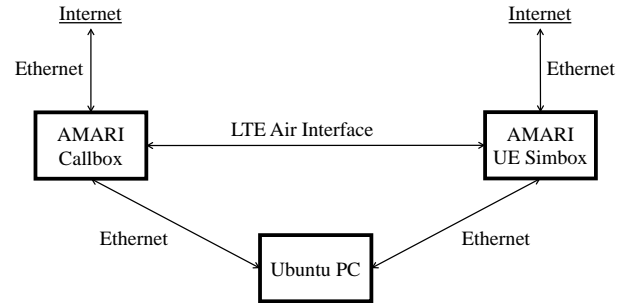 Internet
Internet
Ethernet
Ethernet
AMARI
Callbox
LTE Air Interface
AMARI
UE Simbox
Ethernet
Ethernet
Ubuntu PC